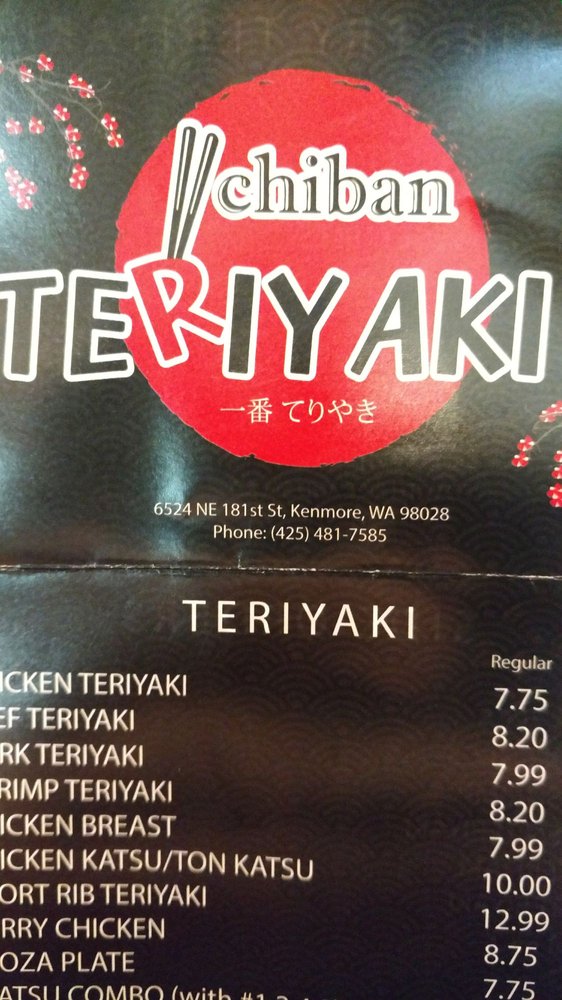 Ichiban
TERIYAKI
一番 てりやき
6524 NE 181st St, Kenmore, WA 98028
Phone: (425) 481-7585
TERIYAKI
Regular
ICKEN TERIYAKI 7.75
EF TERIYAKI 8.20
RK TERIYAKI 7.99
RIMP TERIYAKI 8.20
ICKEN BREAST 7.99
ICKEN KATSU/TON KATSU 10.00
ORT RIB TERIYAKI 12.99
RRY CHICKEN 8.75
OZA PLATE 7.75
ATSU COMBO (with